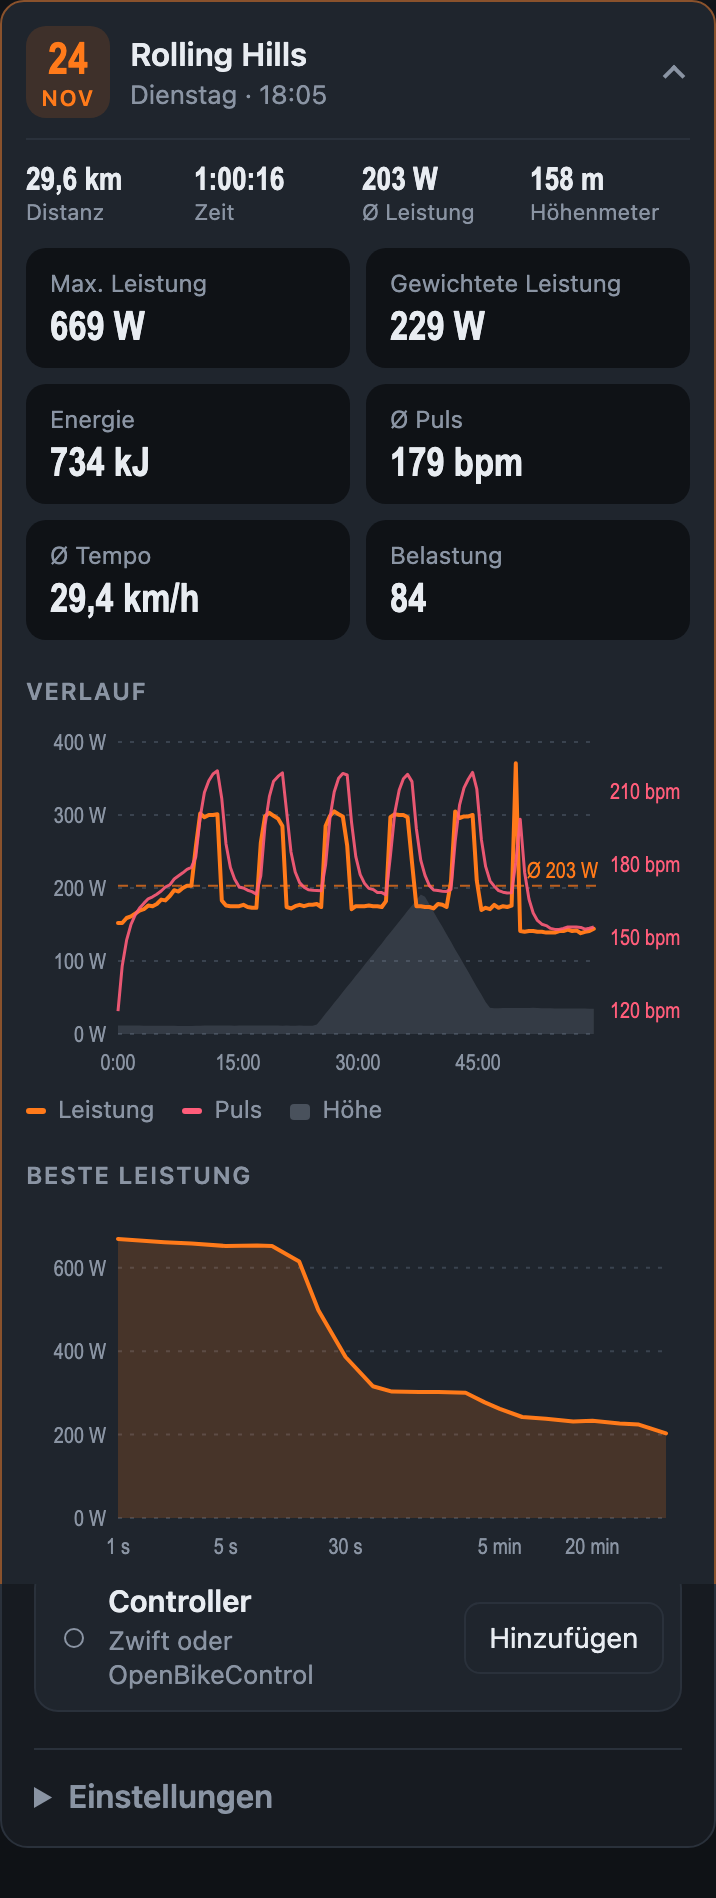 24
NOV
Rolling Hills
Dienstag · 18:05
29,6 km
Distanz
1:00:16
Zeit
203 W
Ø Leistung
158 m
Höhenmeter
Max. Leistung
669 W
Gewichtete Leistung
229 W
Energie
734 kJ
Ø Puls
179 bpm
Ø Tempo
29,4 km/h
Belastung
84
VERLAUF
400 W
300 W
200 W
100 W
0 W
210 bpm
180 bpm
150 bpm
120 bpm
Ø 203 W
0:00
15:00
30:00
45:00
Leistung
Puls
Höhe
BESTE LEISTUNG
600 W
400 W
200 W
0 W
1 s
5 s
30 s
5 min
20 min
Controller
Zwift oder
OpenBikeControl
Hinzufügen
Einstellungen